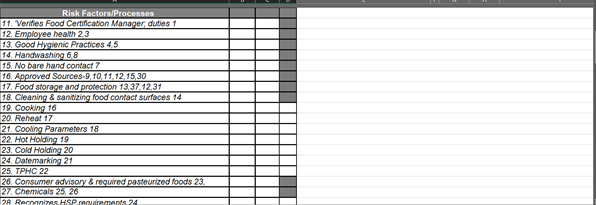 Risk Factors/Processes
11. 'Verifies Food Certification Manager; duties 1
12. Employee health 2,3
13. Good Hygienic Practices 4,5
14. Handwashing 6,8
15. No bare hand contact 7
16. Approved Sources-9,10,11,12,15,30
17. Food storage and protection 13,37,12,31
18. Cleaning & sanitizing food contact surfaces 14
19. Cooking 16
20. Reheat 17
21. Cooling Parameters 18
22. Hot Holding 19
23. Cold Holding 20
24. Datemarking 21
25. TPHC 22
26. Consumer advisory & required pasteurized foods 23,
27. Chemicals 25, 26
28. Recognizes HSP requirements 24